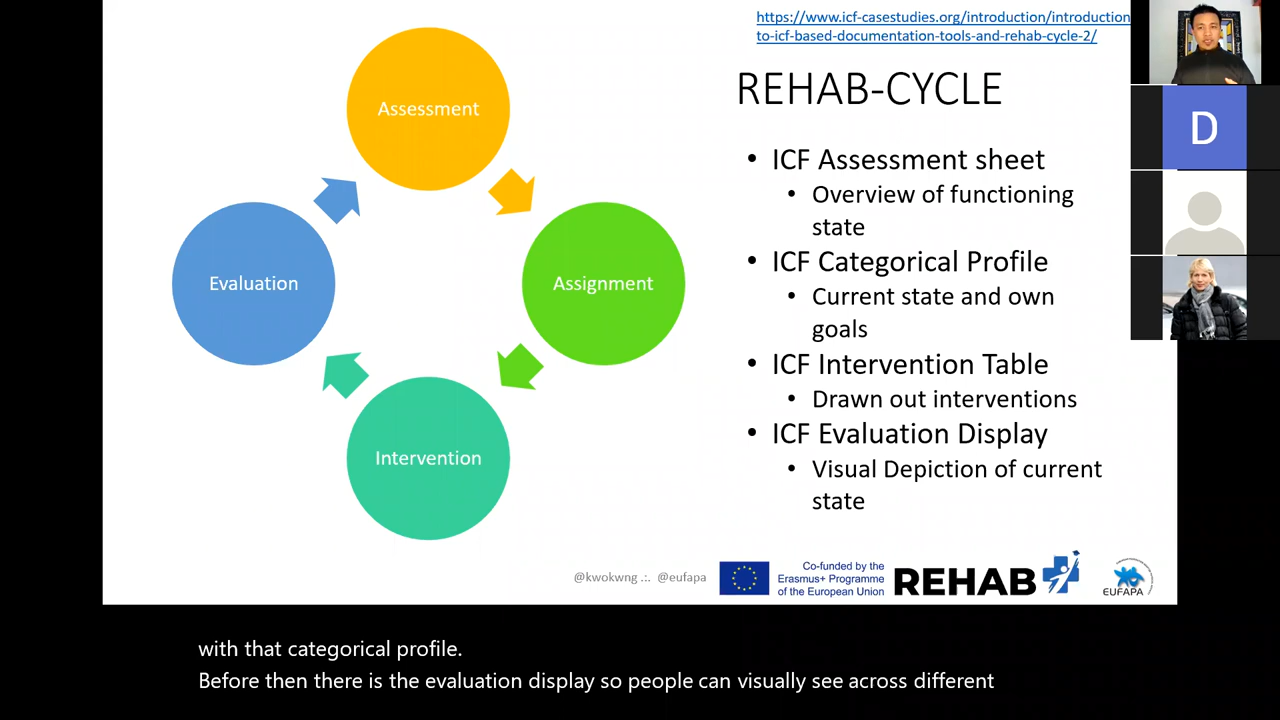 https://www.icf-casestudies.org/introduction/introduction
to-icf-based-documentation-tools-and-rehab-cycle-2/
REHAB-CYCLE
Assessment
Assignment
Intervention
Evaluation
• ICF Assessment sheet
• Overview of functioning
state
• ICF Categorical Profile
• Current state and own
goals
• ICF Intervention Table
• Drawn out interventions
• ICF Evaluation Display
• Visual Depiction of current
state
D
@kwokwng .:. @eufapa
Co-funded by the
Erasmus+ Programme
of the European Union
REHAB
EUFAPA
with that categorical profile.
Before then there is the evaluation display so people can visually see across different